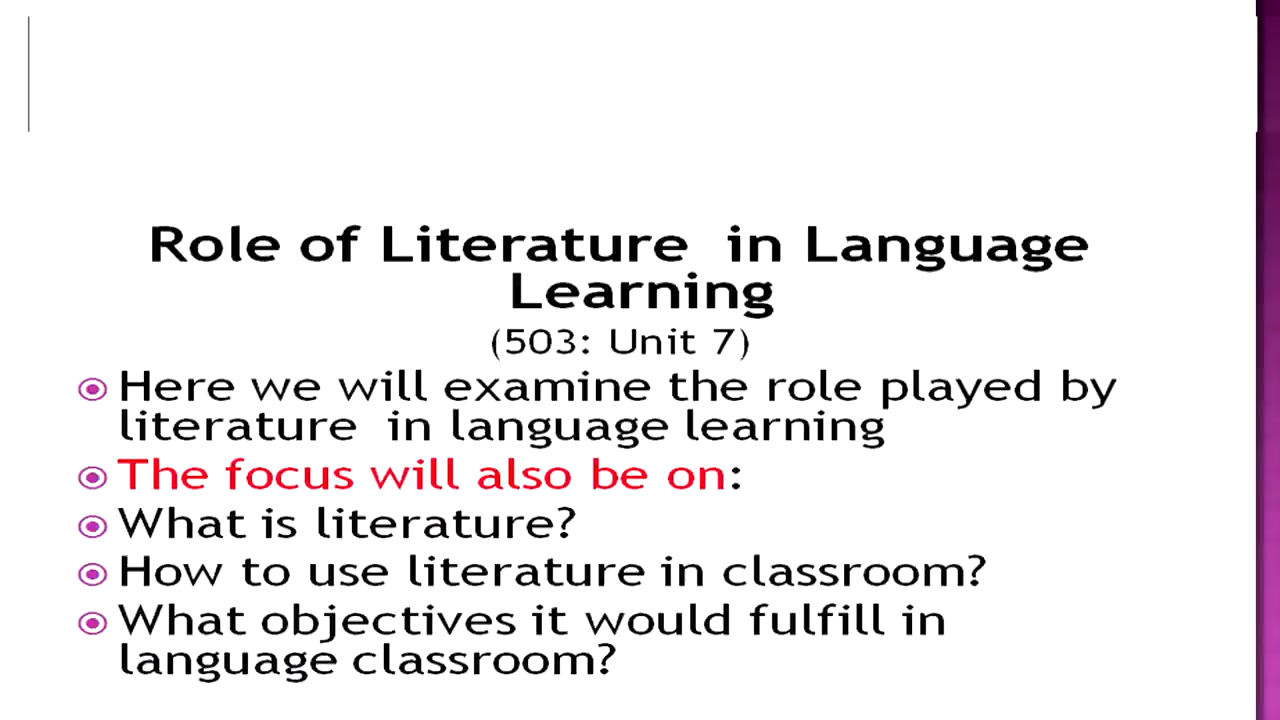 Role of Literature in Language
Learning
(503: Unit 7)
Here we will examine the role played by
literature in language learning
The focus will also be on:
What is literature?
How to use literature in classroom?
What objectives it would fulfill in
language classroom?